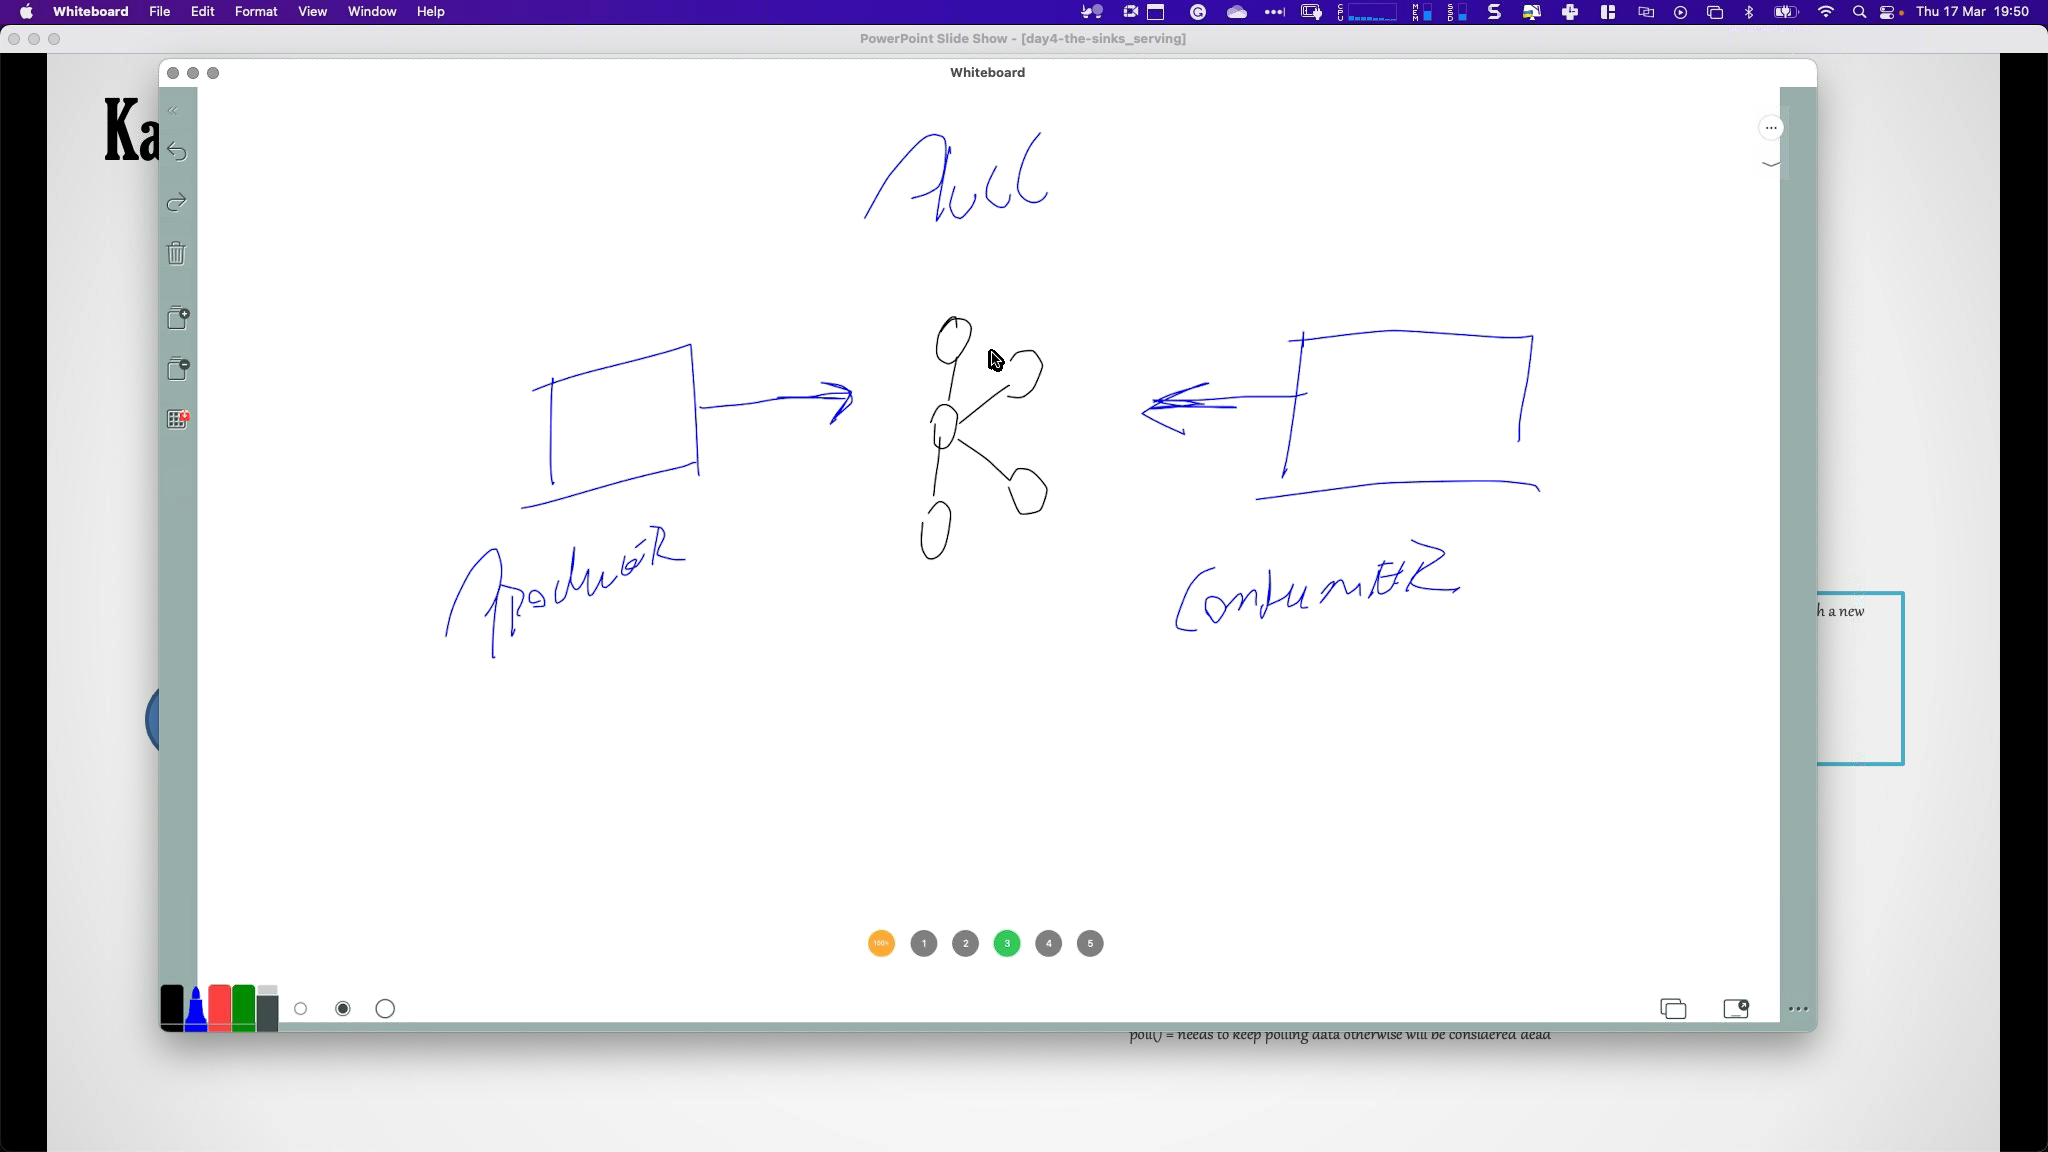 Whiteboard File Edit Format View Window Help Thu 17 Mar 19:50
PowerPoint Slide Show - [day4-the-sinks_serving]
Whiteboard
Ka
ProducER
ConsumER
h a new
100%
1 2 3 4 5
poll() = needs to keep polling data otherwise will be considered dead